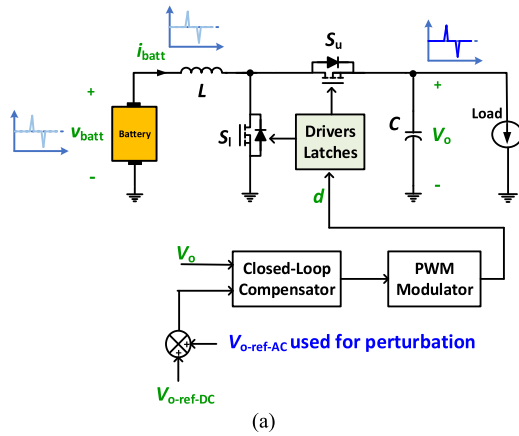 i_batt
L
S_u
+
v_batt
-
Battery
S_l
Drivers
Latches
C
+
V_o
-
Load
d
V_o
Closed-Loop
Compensator
PWM
Modulator
+
+
V_o-ref-AC used for perturbation
V_o-ref-DC
(a)